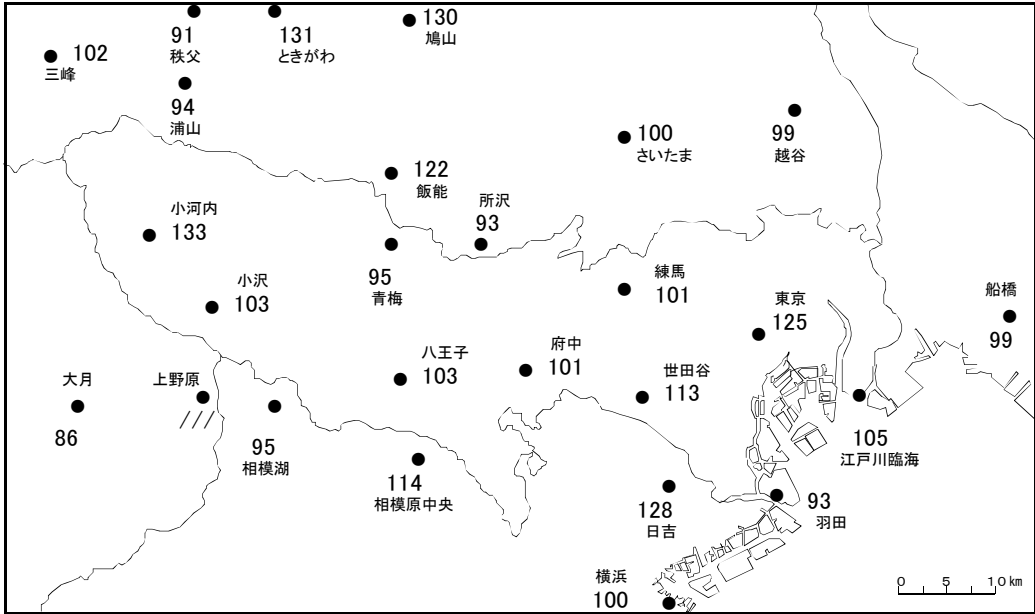 91
秩父
131
ときがわ
130
鳩山
102
三峰
94
浦山
100
さいたま
99
越谷
122
飯能
所沢
93
小河内
133
95
青梅
小沢
103
練馬
101
東京
125
船橋
99
大月
86
上野原
///
八王子
103
府中
101
世田谷
113
95
相模湖
105
江戸川臨海
114
相模原中央
128
日吉
93
羽田
横浜
100
0 5 10km